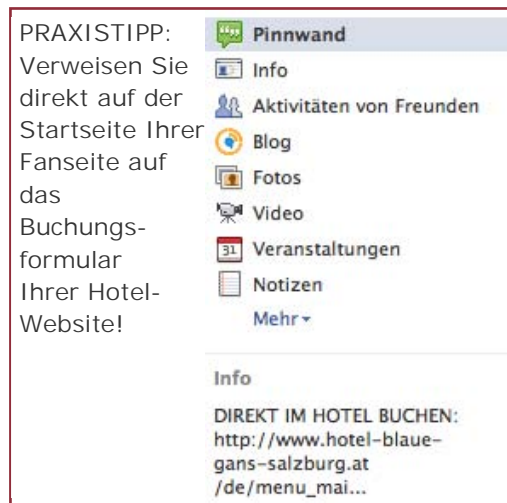 PRAXISTIPP:
Verweisen Sie
direkt auf der
Startseite Ihrer
Fanseite auf
das
Buchungs-
formular
Ihrer Hotel-
Website!
Pinnwand
Info
Aktivitäten von Freunden
Blog
Fotos
Video
31 Veranstaltungen
Notizen
Mehr
Info
DIREKT IM HOTEL BUCHEN:
http://www.hotel-blaue-
gans-salzburg.at
/de/menu_mai...